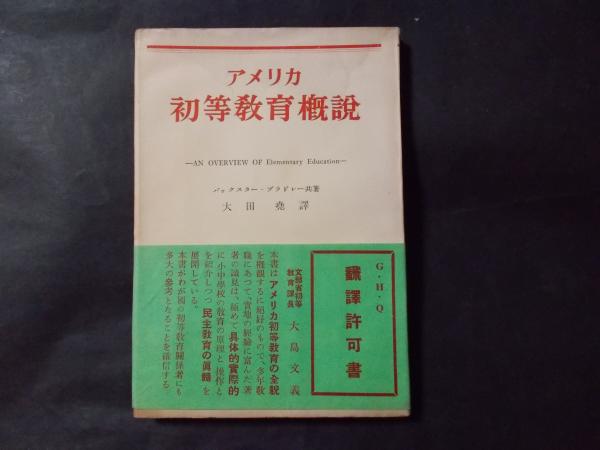 アメリカ
初等教育概說
—AN OVERVIEW OF Elementary Education—
バックスター・ブラドレー共著
大田堯譯
G・H・Q
飜譯許可書
文部省初等教育課長 大島文義
本書はアメリカ初等教育の全貌
を概觀するに絕好のもので、多年敎
職にあつて、實地の經驗に富んだ著
者の識見は、極めて具体的實際的
に小中學校の敎育の原理と操作と
を紹介しつつ民主敎育の眞髓を
展開している。
本書がわが國の初等敎育關係者にも
多大の參考となることを確信する。